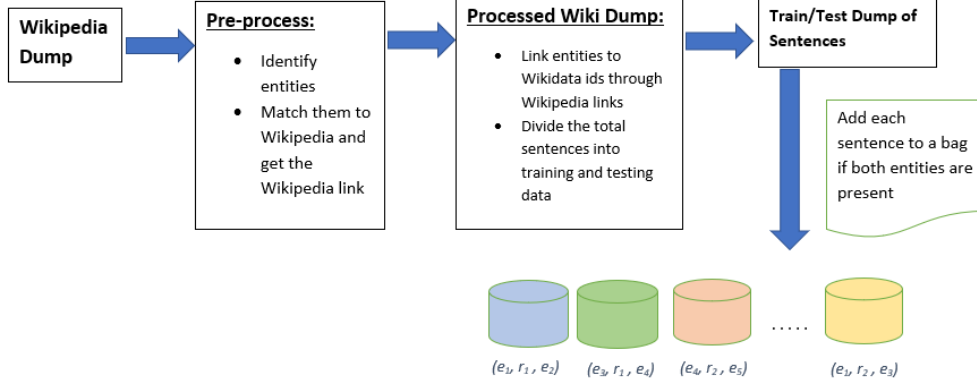 Wikipedia
Dump
Pre-process:
• Identify
entities
• Match them to
Wikipedia and
get the
Wikipedia link
Processed Wiki Dump:
• Link entities to
Wikidata ids through
Wikipedia links
• Divide the total
sentences into
training and testing
data
Train/Test Dump of
Sentences
Add each
sentence to a bag
if both entities are
present
.....
(e₁, r₁ , e₂)
(e₃, r₁ , e₄)
(e₄, r₂ , e₅)
(e₁, r₂ , e₃)